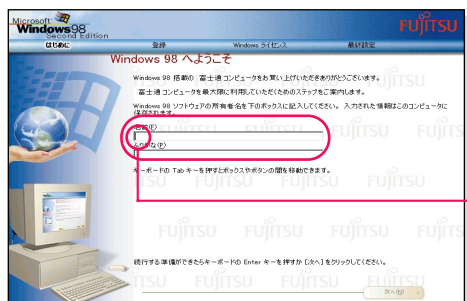 Microsoft
Windows98
Second Edition
FUJITSU
はじめに
登録
Windows ライセンス
最終設定
Windows 98 へようこそ
Windows 98 搭載の 富士通 コンピュータをお買い上げいただきありがとうございます。
富士通 コンピュータを最大限に利用していただくためのステップをご案内します。
Windows 98 ソフトウェアの所有者名を下のボックスに記入してください。 入力された情報はこのコンピュータに
保存されます。
名前(F)
ふりがな(P)
キーボードの Tab キーを押すとボックスやボタンの間を移動できます。
続行する準備ができたらキーボードの Enter キーを押すか [次へ] をクリックしてください。
次へ(N)